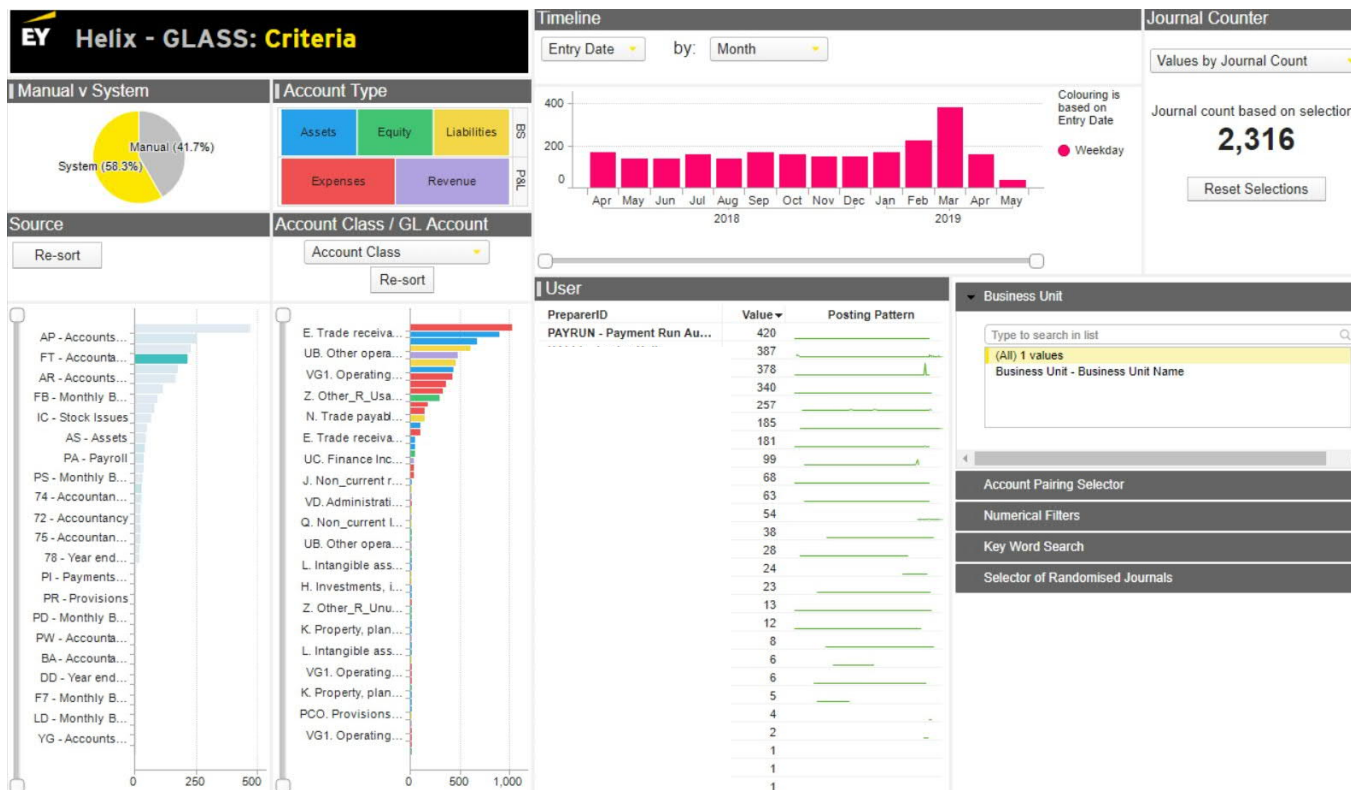 EY Helix - GLASS: Criteria
Manual v System
Manual (41.7%)
System (58.3%)
Account Type
Assets
Equity
Liabilities
BS
Expenses
Revenue
P&L
Timeline
Entry Date
by:
Month
400
200
0
Apr May Jun Jul Aug Sep Oct Nov Dec Jan Feb Mar Apr May
2018
2019
Colouring is
based on
Entry Date
Weekday
Journal Counter
Values by Journal Count
Journal count based on selection
2,316
Reset Selections
Source
Re-sort
AP - Accounts...
FT - Accounta...
AR - Accounts...
FB - Monthly B...
IC - Stock Issues
AS - Assets
PA - Payroll
PS - Monthly B...
74 - Accountan...
72 - Accountancy
75 - Accountan...
78 - Year end...
PI - Payments...
PR - Provisions
PD - Monthly B...
PW - Accounta...
BA - Accounta...
DD - Year end...
F7 - Monthly B...
LD - Monthly B...
YG - Accounts...
0 250 500
Account Class / GL Account
Account Class
Re-sort
E. Trade receiva...
UB. Other opera...
VG1. Operating...
Z. Other_R_Usa...
N. Trade payabl...
E. Trade receiva...
UC. Finance Inc...
J. Non_current r...
VD. Administrati...
Q. Non_current l...
UB. Other opera...
L. Intangible ass...
H. Investments, i...
Z. Other_R_Unu...
K. Property, plan...
L. Intangible ass...
VG1. Operating...
K. Property, plan...
PCO. Provisions...
VG1. Operating...
0 500 1,000
User
PreparerID Value Posting Pattern
PAYRUN - Payment Run Au... 420
387
378
340
257
185
181
99
68
63
54
38
28
24
23
13
12
8
6
6
5
4
2
1
1
1
Business Unit
Type to search in list
(All) 1 values
Business Unit - Business Unit Name
Account Pairing Selector
Numerical Filters
Key Word Search
Selector of Randomised Journals